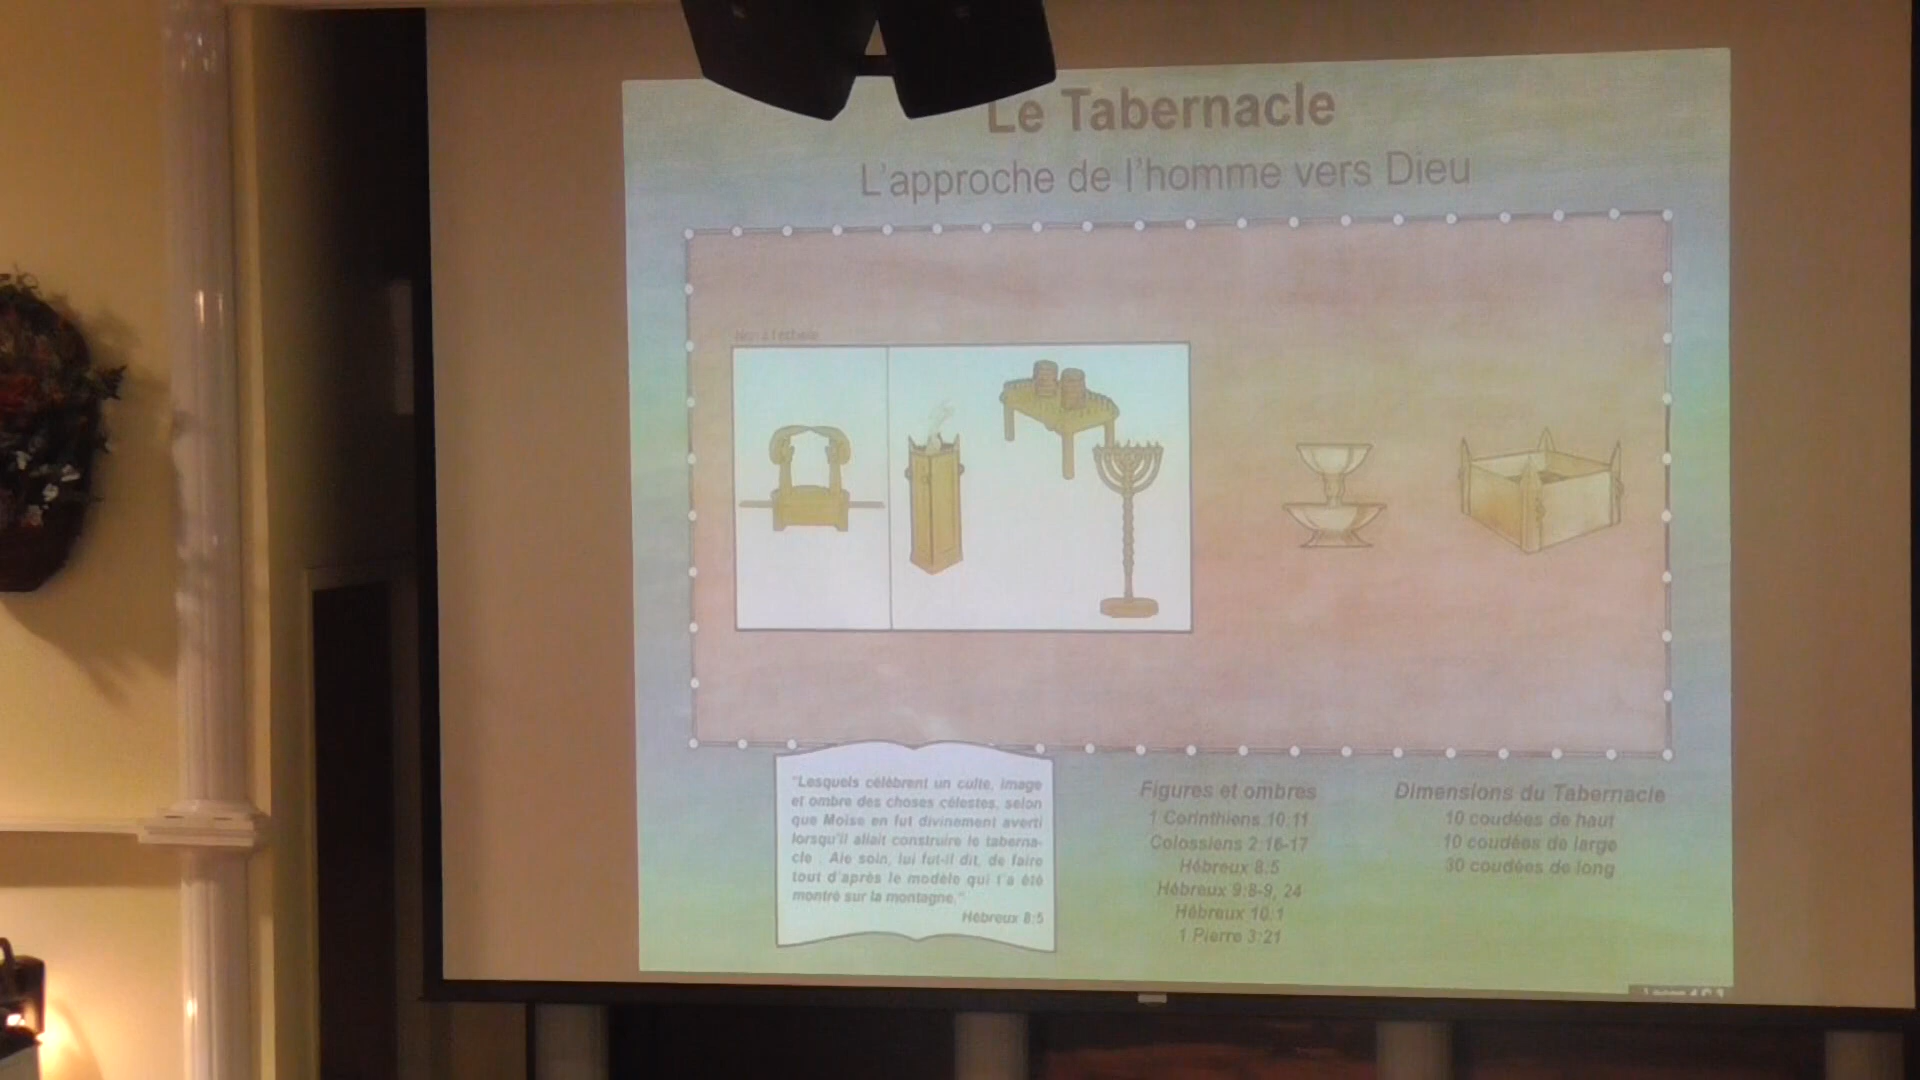 Le Tabernacle
L'approche de l'homme vers Dieu
"Lesquels célèbrent un culte, image
et ombre des choses célestes, selon
que Moïse en fut divinement averti
lorsqu'il allait construire le taberna-
cle : Aie soin, lui fut-il dit, de faire
tout d'après le modèle qui t'a été
montré sur la montagne."
Hébreux 8:5
Figures et ombres
1 Corinthiens 10:11
Colossiens 2:16-17
Hébreux 8:5
Hébreux 9:8-9, 24
Hébreux 10:1
1 Pierre 3:21
Dimensions du Tabernacle
10 coudées de haut
10 coudées de large
30 coudées de long